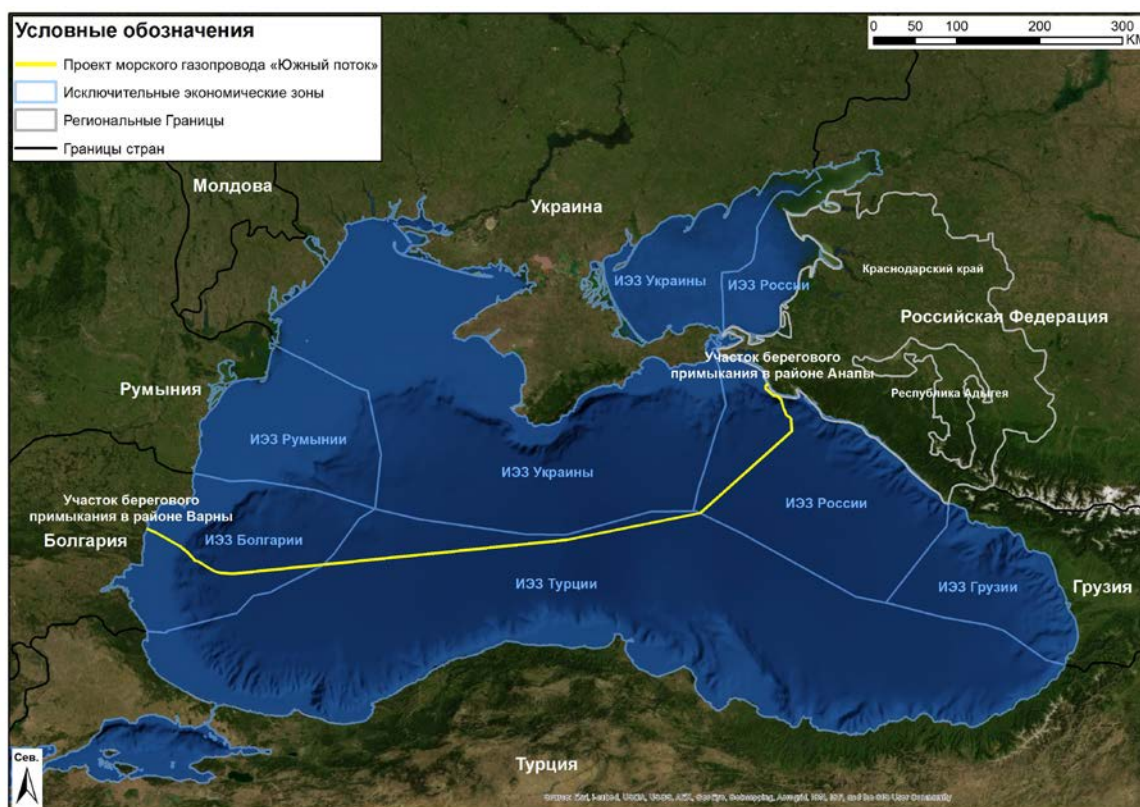 Условные обозначения
Проект морского газопровода «Южный поток»
Исключительные экономические зоны
Региональные Границы
Границы стран
0 50 100 200 300
KM
Молдова
Украина
ИЭЗ Украины
ИЭЗ России
Краснодарский край
Российская Федерация
Участок берегового
примыкания в районе Анапы
Республика Адыгея
Румыния
ИЭЗ Румынии
ИЭЗ Украины
ИЭЗ России
Участок берегового
примыкания в районе Варны
Болгария
ИЭЗ Болгарии
ИЭЗ Турции
ИЭЗ Грузии
Грузия
Сев.
Турция